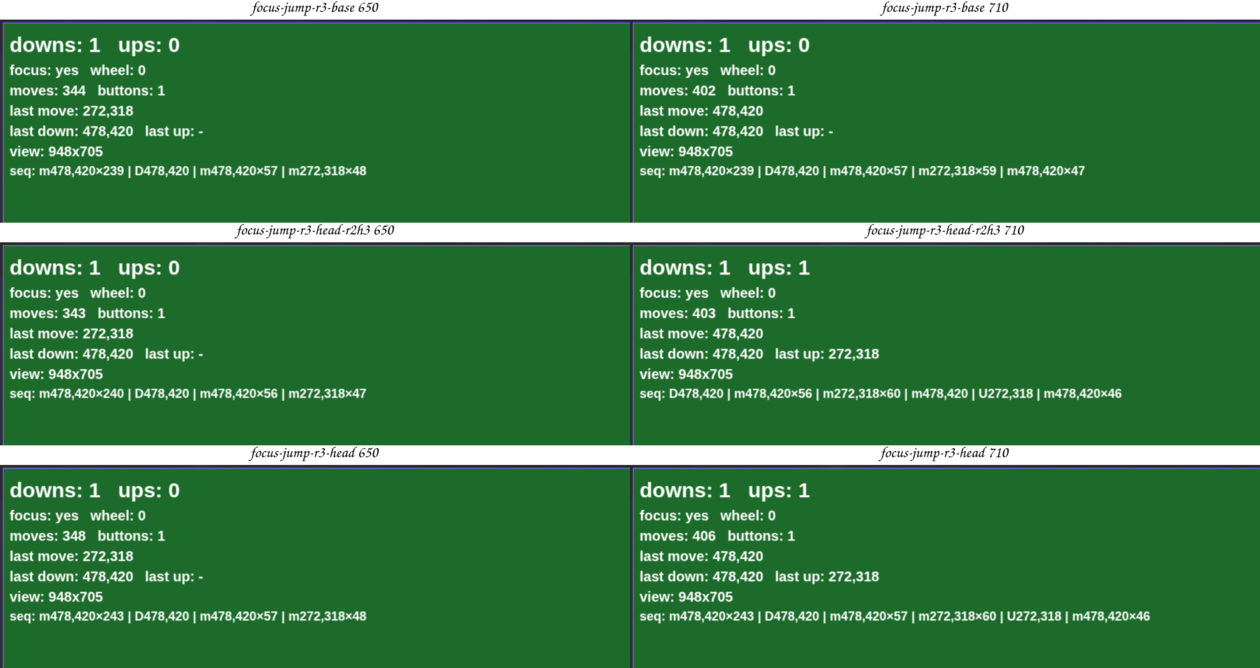 focus-jump-r3-base 650
downs: 1 ups: 0
focus: yes wheel: 0
moves: 344 buttons: 1
last move: 272,318
last down: 478,420 last up: -
view: 948x705
seq: m478,420×239 | D478,420 | m478,420×57 | m272,318×48
focus-jump-r3-base 710
downs: 1 ups: 0
focus: yes wheel: 0
moves: 402 buttons: 1
last move: 478,420
last down: 478,420 last up: -
view: 948x705
seq: m478,420×239 | D478,420 | m478,420×57 | m272,318×59 | m478,420×47
focus-jump-r3-head-r2h3 650
downs: 1 ups: 0
focus: yes wheel: 0
moves: 343 buttons: 1
last move: 272,318
last down: 478,420 last up: -
view: 948x705
seq: m478,420×240 | D478,420 | m478,420×56 | m272,318×47
focus-jump-r3-head-r2h3 710
downs: 1 ups: 1
focus: yes wheel: 0
moves: 403 buttons: 1
last move: 478,420
last down: 478,420 last up: 272,318
view: 948x705
seq: D478,420 | m478,420×56 | m272,318×60 | m478,420 | U272,318 | m478,420×46
focus-jump-r3-head 650
downs: 1 ups: 0
focus: yes wheel: 0
moves: 348 buttons: 1
last move: 272,318
last down: 478,420 last up: -
view: 948x705
seq: m478,420×243 | D478,420 | m478,420×57 | m272,318×48
focus-jump-r3-head 710
downs: 1 ups: 1
focus: yes wheel: 0
moves: 406 buttons: 1
last move: 478,420
last down: 478,420 last up: 272,318
view: 948x705
seq: m478,420×243 | D478,420 | m478,420×57 | m272,318×60 | U272,318 | m478,420×46